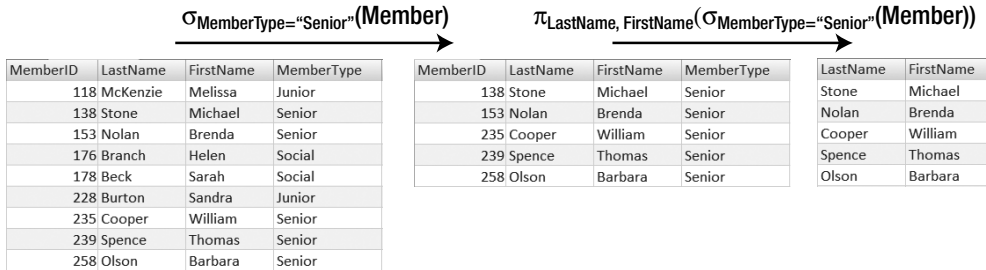 σMemberType=“Senior”(Member)
πLastName, FirstName(σMemberType=“Senior”(Member))
MemberID LastName FirstName MemberType
118 McKenzie Melissa Junior
138 Stone Michael Senior
153 Nolan Brenda Senior
176 Branch Helen Social
178 Beck Sarah Social
228 Burton Sandra Junior
235 Cooper William Senior
239 Spence Thomas Senior
258 Olson Barbara Senior
MemberID LastName FirstName MemberType
138 Stone Michael Senior
153 Nolan Brenda Senior
235 Cooper William Senior
239 Spence Thomas Senior
258 Olson Barbara Senior
LastName FirstName
Stone Michael
Nolan Brenda
Cooper William
Spence Thomas
Olson Barbara